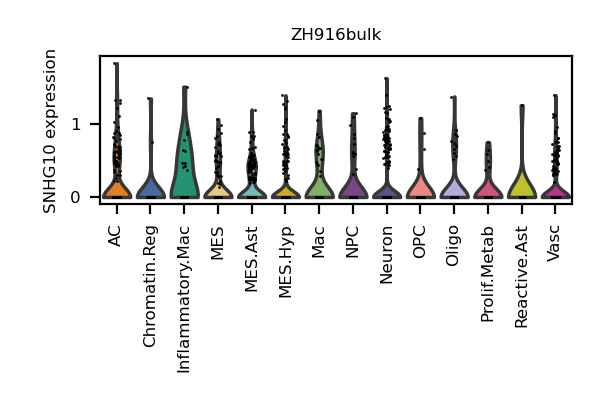 ZH916bulk
SNHG10 expression
1
0
AC
Chromatin.Reg
Inflammatory.Mac
MES
MES.Ast
MES.Hyp
Mac
NPC
Neuron
OPC
Oligo
Prolif.Metab
Reactive.Ast
Vasc